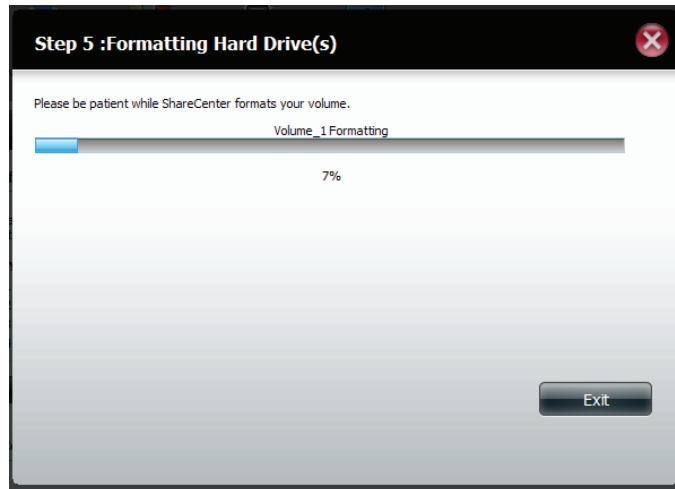 Step 5 :Formatting Hard Drive(s)
Please be patient while ShareCenter formats your volume.
Volume_1 Formatting
7%
Exit